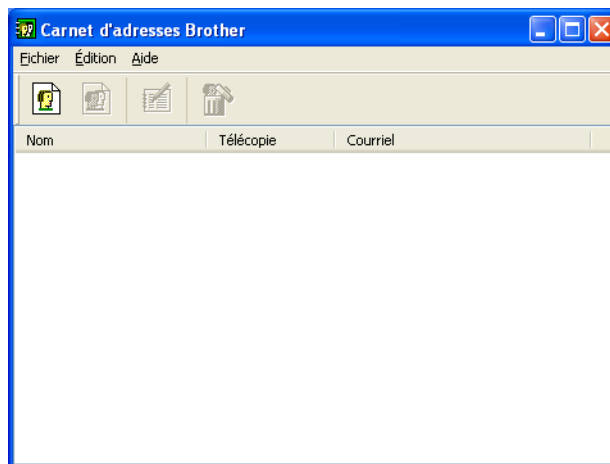 Carnet d'adresses Brother
Fichier Édition Aide
Nom Télécopie Courriel